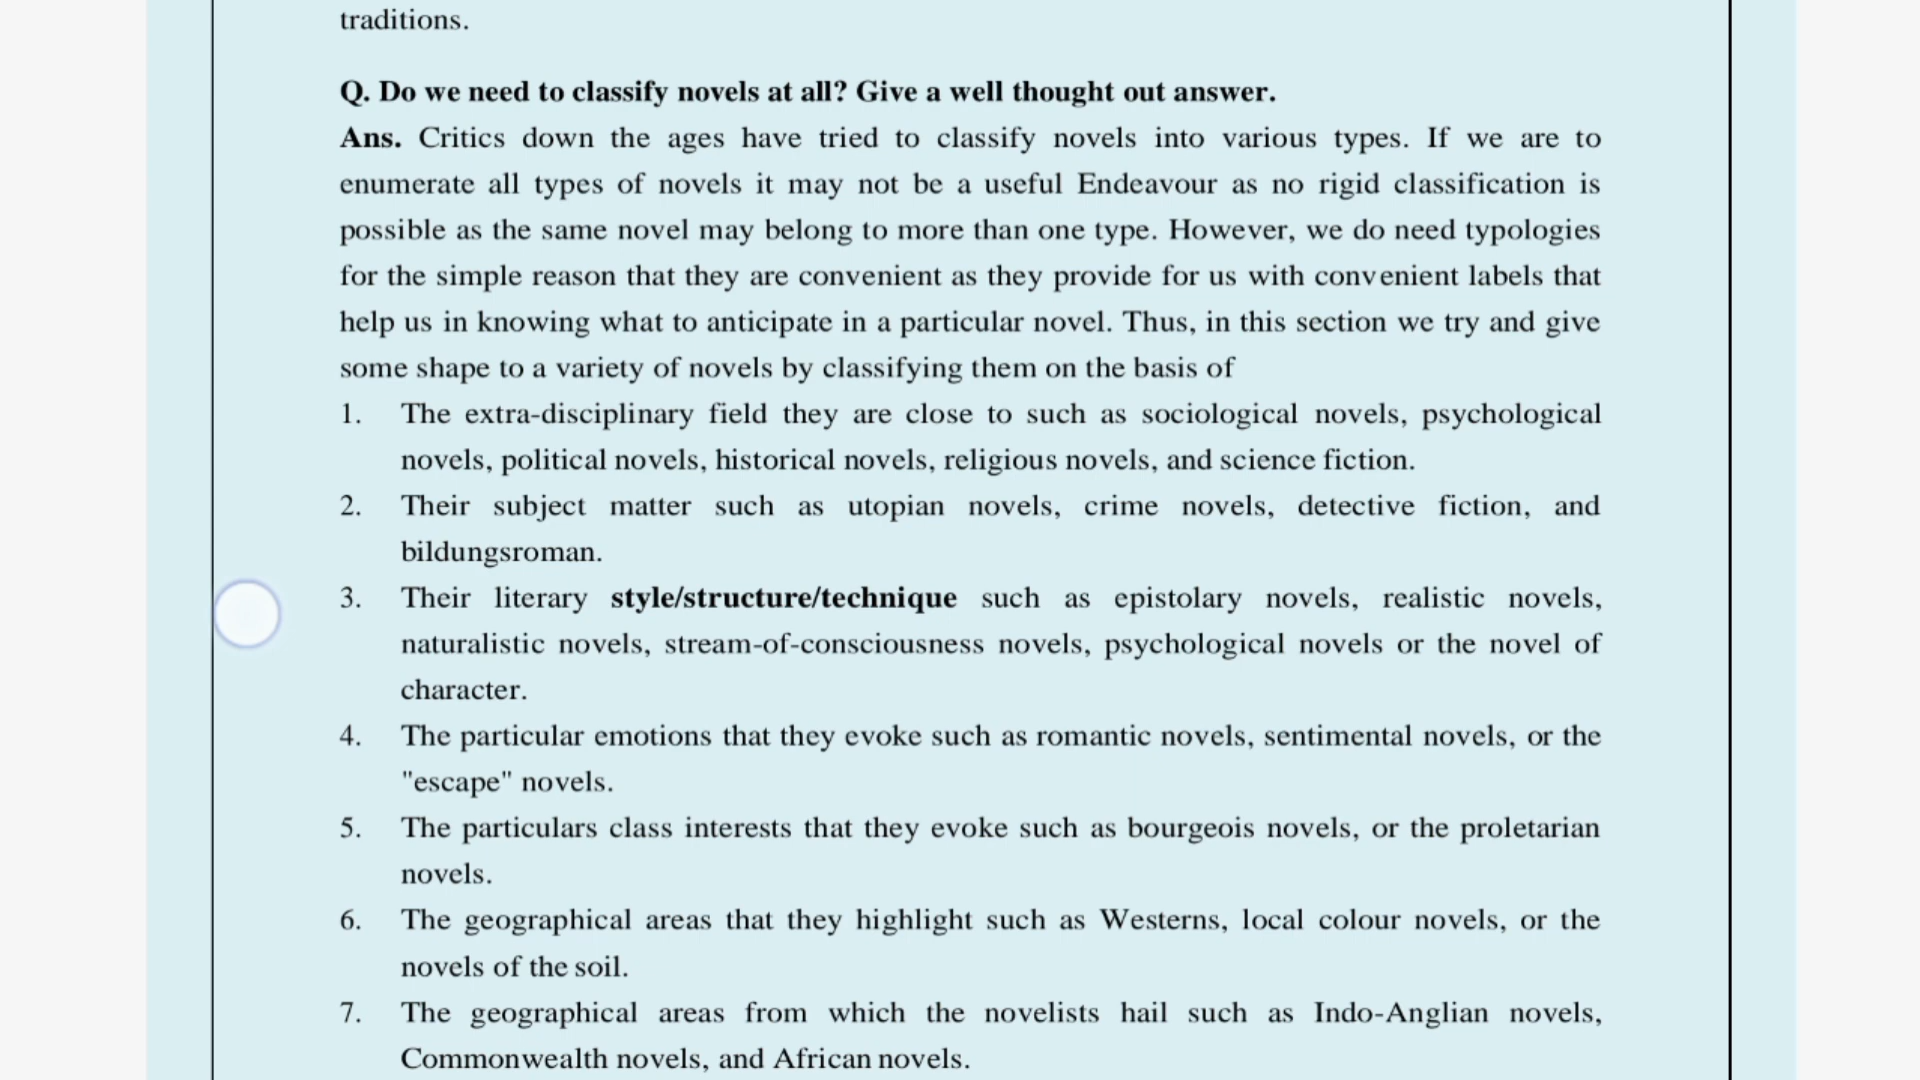 traditions.
Q. Do we need to classify novels at all? Give a well thought out answer.
Ans. Critics down the ages have tried to classify novels into various types. If we are to
enumerate all types of novels it may not be a useful Endeavour as no rigid classification is
possible as the same novel may belong to more than one type. However, we do need typologies
for the simple reason that they are convenient as they provide for us with convenient labels that
help us in knowing what to anticipate in a particular novel. Thus, in this section we try and give
some shape to a variety of novels by classifying them on the basis of
1. The extra-disciplinary field they are close to such as sociological novels, psychological
novels, political novels, historical novels, religious novels, and science fiction.
2. Their subject matter such as utopian novels, crime novels, detective fiction, and
bildungsroman.
3. Their literary style/structure/technique such as epistolary novels, realistic novels,
naturalistic novels, stream-of-consciousness novels, psychological novels or the novel of
character.
4. The particular emotions that they evoke such as romantic novels, sentimental novels, or the
"escape" novels.
5. The particulars class interests that they evoke such as bourgeois novels, or the proletarian
novels.
6. The geographical areas that they highlight such as Westerns, local colour novels, or the
novels of the soil.
7. The geographical areas from which the novelists hail such as Indo-Anglian novels,
Commonwealth novels, and African novels.